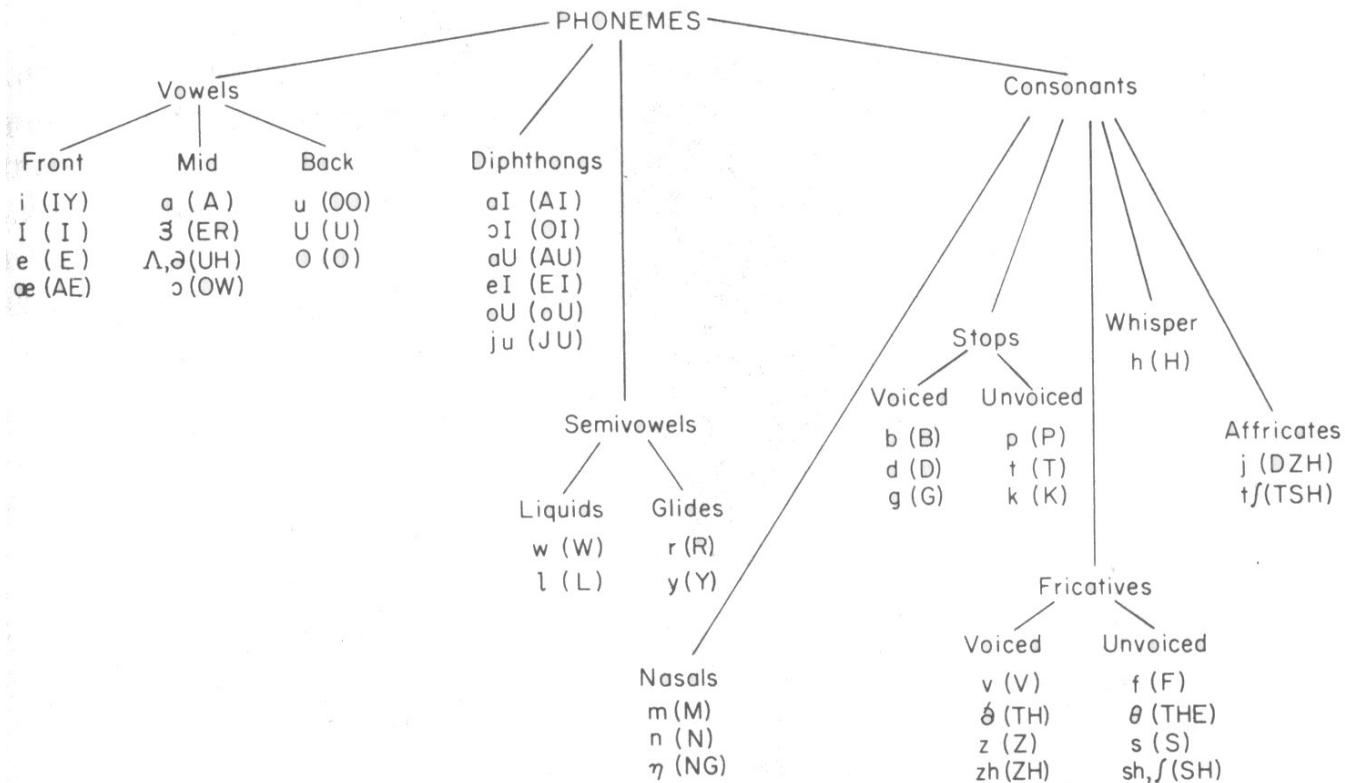 PHONEMES
Vowels
Consonants
Front
i (IY)
I (I)
e (E)
æ (AE)
Mid
a (A)
ɜ (ER)
Λ,ə (UH)
ɔ (OW)
Back
u (OO)
U (U)
O (O)
Diphthongs
aI (AI)
ɔI (OI)
aU (AU)
eI (EI)
oU (oU)
ju (JU)
Semivowels
Liquids
w (W)
l (L)
Glides
r (R)
y (Y)
Nasals
m (M)
n (N)
η (NG)
Stops
Voiced
b (B)
d (D)
g (G)
Unvoiced
p (P)
t (T)
k (K)
Fricatives
Voiced
v (V)
(TH)
z (Z)
zh (ZH)
Unvoiced
f (F)
θ (THE)
s (S)
sh,ʃ (SH)
Whisper
h (H)
Affricates
j (DZH)
tʃ (TSH)